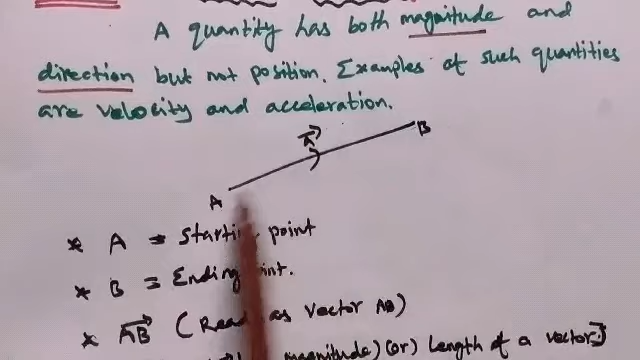 A quantity has both magnitude and
direction but not position. Examples of such quantities
are velocity and acceleration.
a
B
A
* A = Starting point
* B = Ending point.
* AB (Read as Vector AB)
magnitude) (or) Length of a vector]